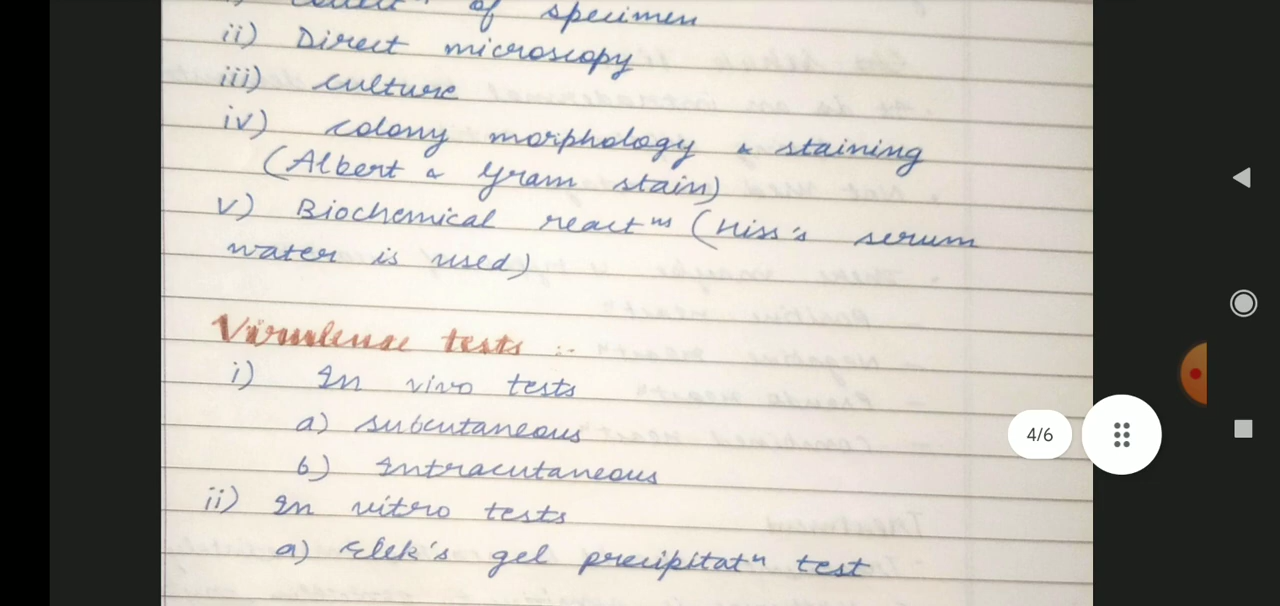 of specimen
ii) Direct microscopy
iii) culture
iv) colony morphology & staining
(Albert & Gram stain)
v) Biochemical reactⁿˢ (Hiss's serum
water is used)
Virulence tests :-
i) In vivo tests
a) subcutaneous
b) Intracutaneous
ii) In vitro tests
a) Elek's gel precipitatⁿ test
4/6